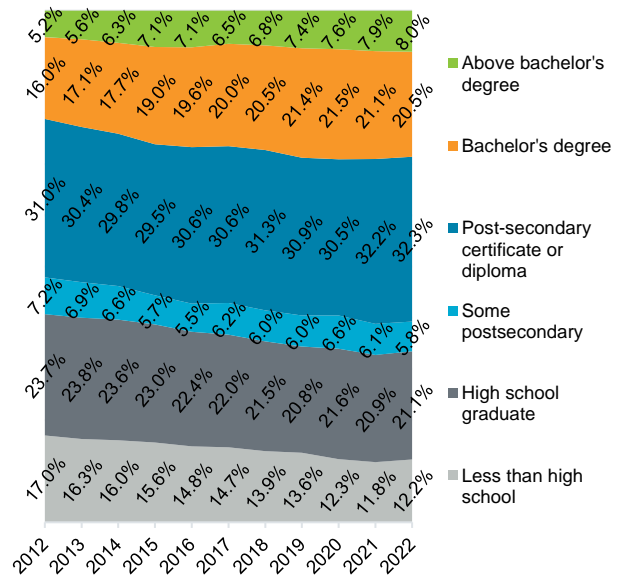 5.2% 5.6% 6.3% 7.1% 7.1% 6.5% 6.8% 7.4% 7.6% 7.9% 8.0%
16.0% 17.1% 17.7% 19.0% 19.6% 20.0% 20.5% 21.4% 21.5% 21.1% 20.5%
31.0% 30.4% 29.8% 29.5% 30.6% 30.6% 31.3% 30.9% 30.5% 32.2% 32.3%
7.2% 6.9% 6.6% 5.7% 5.5% 6.2% 6.0% 6.0% 6.6% 6.1% 5.8%
23.7% 23.8% 23.6% 23.0% 22.4% 22.0% 21.5% 20.8% 21.6% 20.9% 21.1%
17.0% 16.3% 16.0% 15.6% 14.8% 14.7% 13.9% 13.6% 12.3% 11.8% 12.2%
2012 2013 2014 2015 2016 2017 2018 2019 2020 2021 2022
Above bachelor's
degree
Bachelor's degree
Post-secondary
certificate or
diploma
Some
postsecondary
High school
graduate
Less than high
school